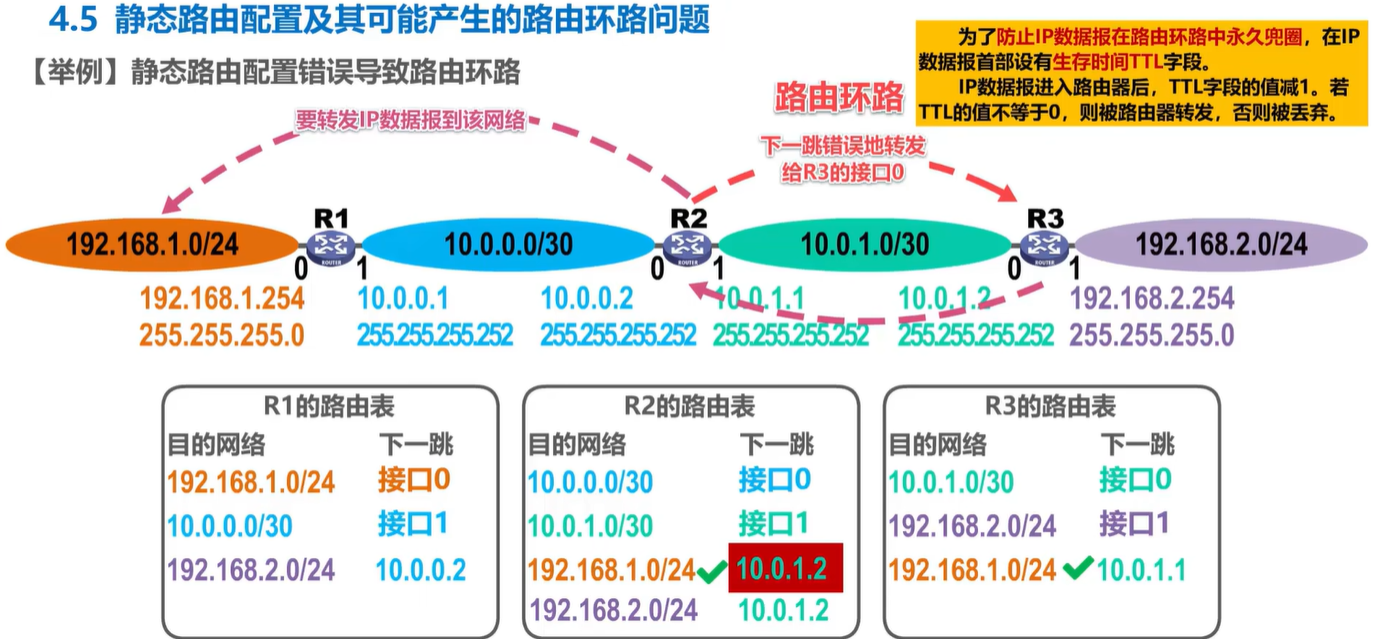 4.5 静态路由配置及其可能产生的路由环路问题
【举例】静态路由配置错误导致路由环路
为了防止IP数据报在路由环路中永久兜圈，在IP
数据报首部设有生存时间TTL字段。
IP数据报进入路由器后，TTL字段的值减1。若
TTL的值不等于0，则被路由器转发，否则被丢弃。
路由环路
要转发IP数据报到该网络
下一跳错误地转发
给R3的接口0
R1
R2
R3
192.168.1.0/24
10.0.0.0/30
10.0.1.0/30
192.168.2.0/24
ROUTER
ROUTER
ROUTER
0
1
0
1
0
1
192.168.1.254
10.0.0.1
10.0.0.2
10.0.1.1
10.0.1.2
192.168.2.254
255.255.255.0
255.255.255.252
255.255.255.252
255.255.255.252
255.255.255.252
255.255.255.0
R1的路由表
目的网络 下一跳
192.168.1.0/24 接口0
10.0.0.0/30 接口1
192.168.2.0/24 10.0.0.2
R2的路由表
目的网络 下一跳
10.0.0.0/30 接口0
10.0.1.0/30 接口1
192.168.1.0/24 10.0.1.2
192.168.2.0/24 10.0.1.2
R3的路由表
目的网络 下一跳
10.0.1.0/30 接口0
192.168.2.0/24 接口1
192.168.1.0/24 10.0.1.1